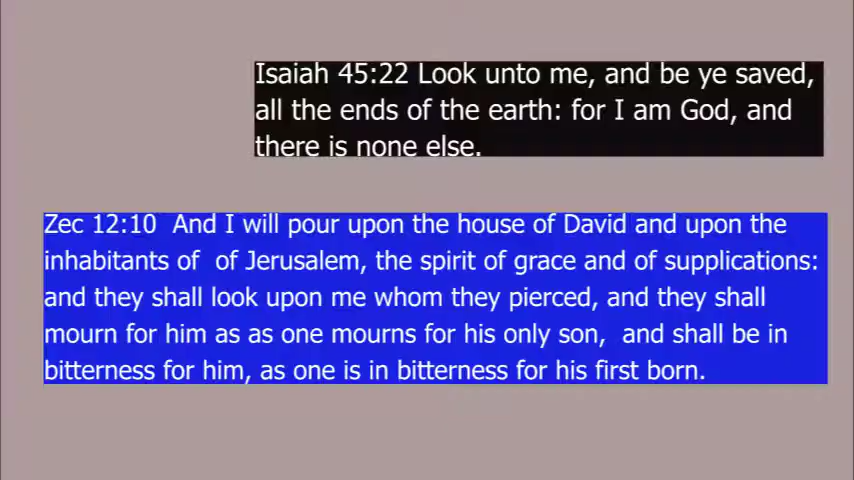 Isaiah 45:22 Look unto me, and be ye saved,
all the ends of the earth: for I am God, and
there is none else.
Zec 12:10  And I will pour upon the house of David and upon the
inhabitants of  of Jerusalem, the spirit of grace and of supplications:
and they shall look upon me whom they pierced, and they shall
mourn for him as as one mourns for his only son,  and shall be in
bitterness for him, as one is in bitterness for his first born.